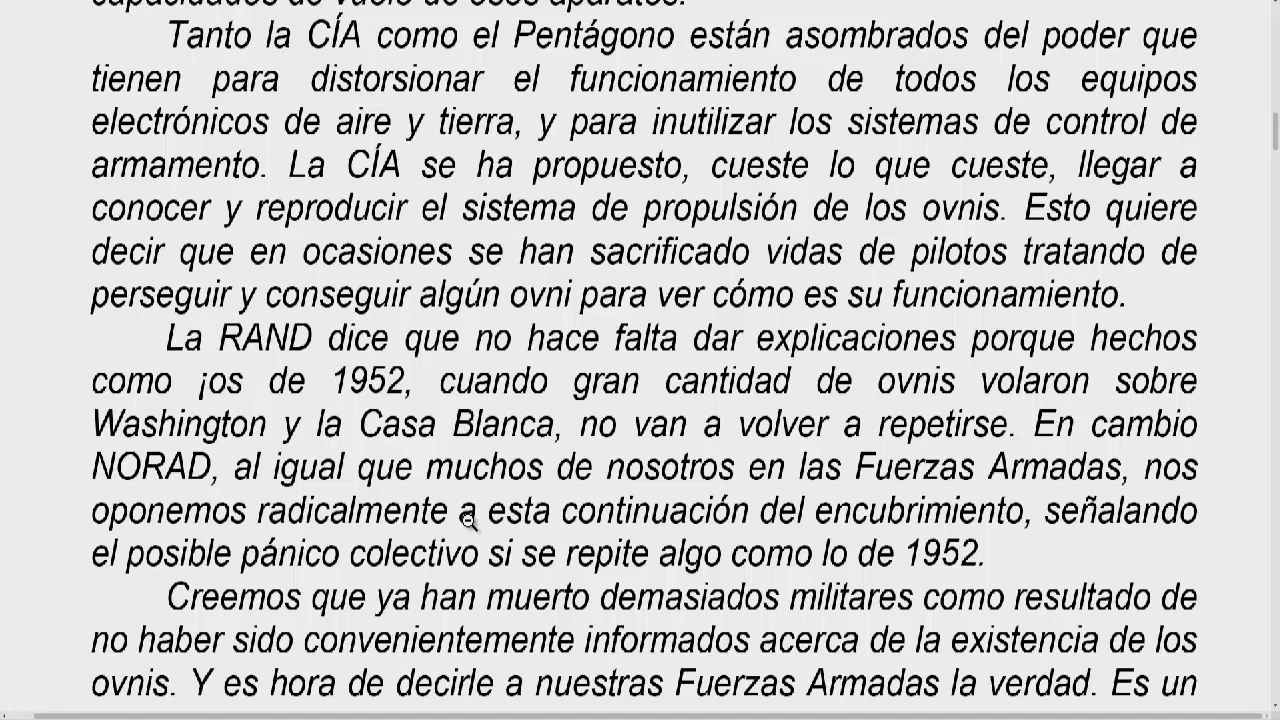 capacidades de vuelo de esos aparatos.
Tanto la CÍA como el Pentágono están asombrados del poder que
tienen para distorsionar el funcionamiento de todos los equipos
electrónicos de aire y tierra, y para inutilizar los sistemas de control de
armamento. La CÍA se ha propuesto, cueste lo que cueste, llegar a
conocer y reproducir el sistema de propulsión de los ovnis. Esto quiere
decir que en ocasiones se han sacrificado vidas de pilotos tratando de
perseguir y conseguir algún ovni para ver cómo es su funcionamiento.
La RAND dice que no hace falta dar explicaciones porque hechos
como ¡os de 1952, cuando gran cantidad de ovnis volaron sobre
Washington y la Casa Blanca, no van a volver a repetirse. En cambio
NORAD, al igual que muchos de nosotros en las Fuerzas Armadas, nos
oponemos radicalmente a esta continuación del encubrimiento, señalando
el posible pánico colectivo si se repite algo como lo de 1952.
Creemos que ya han muerto demasiados militares como resultado de
no haber sido convenientemente informados acerca de la existencia de los
ovnis. Y es hora de decirle a nuestras Fuerzas Armadas la verdad. Es un